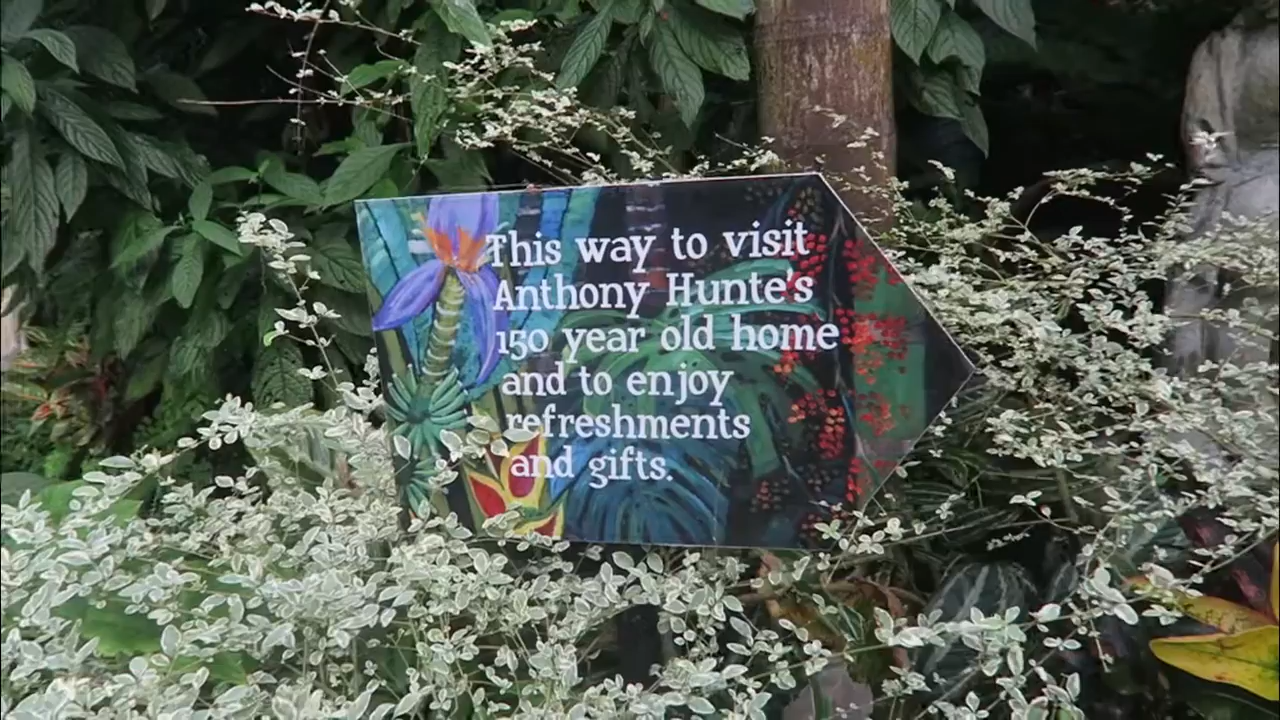 This way to visit
Anthony Hunte's
150 year old home
and to enjoy
refreshments
and gifts.